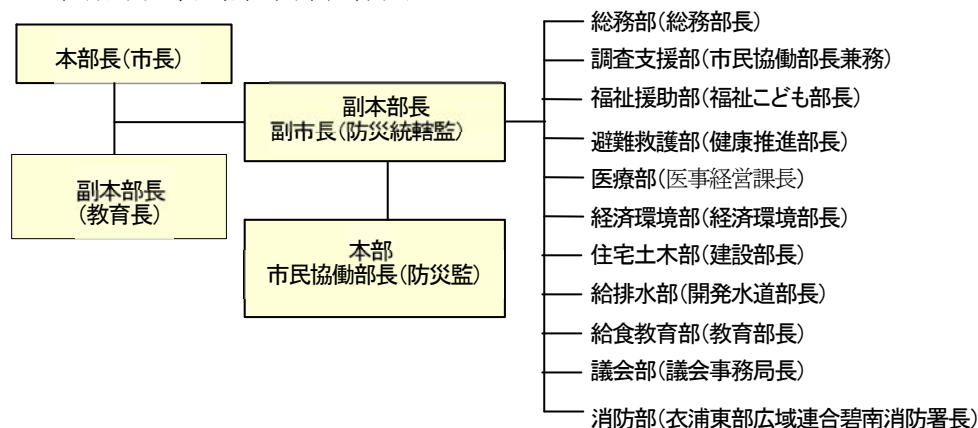 本部長(市長)
副本部長
(教育長)
副本部長
副市長(防災統轄監)
本部
市民協働部長(防災監)
総務部(総務部長)
調査支援部(市民協働部長兼務)
福祉援助部(福祉こども部長)
避難救護部(健康推進部長)
医療部(医事経営課長)
経済環境部(経済環境部長)
住宅土木部(建設部長)
給排水部(開発水道部長)
給食教育部(教育部長)
議会部(議会事務局長)
消防部(衣浦東部広域連合碧南消防署長)